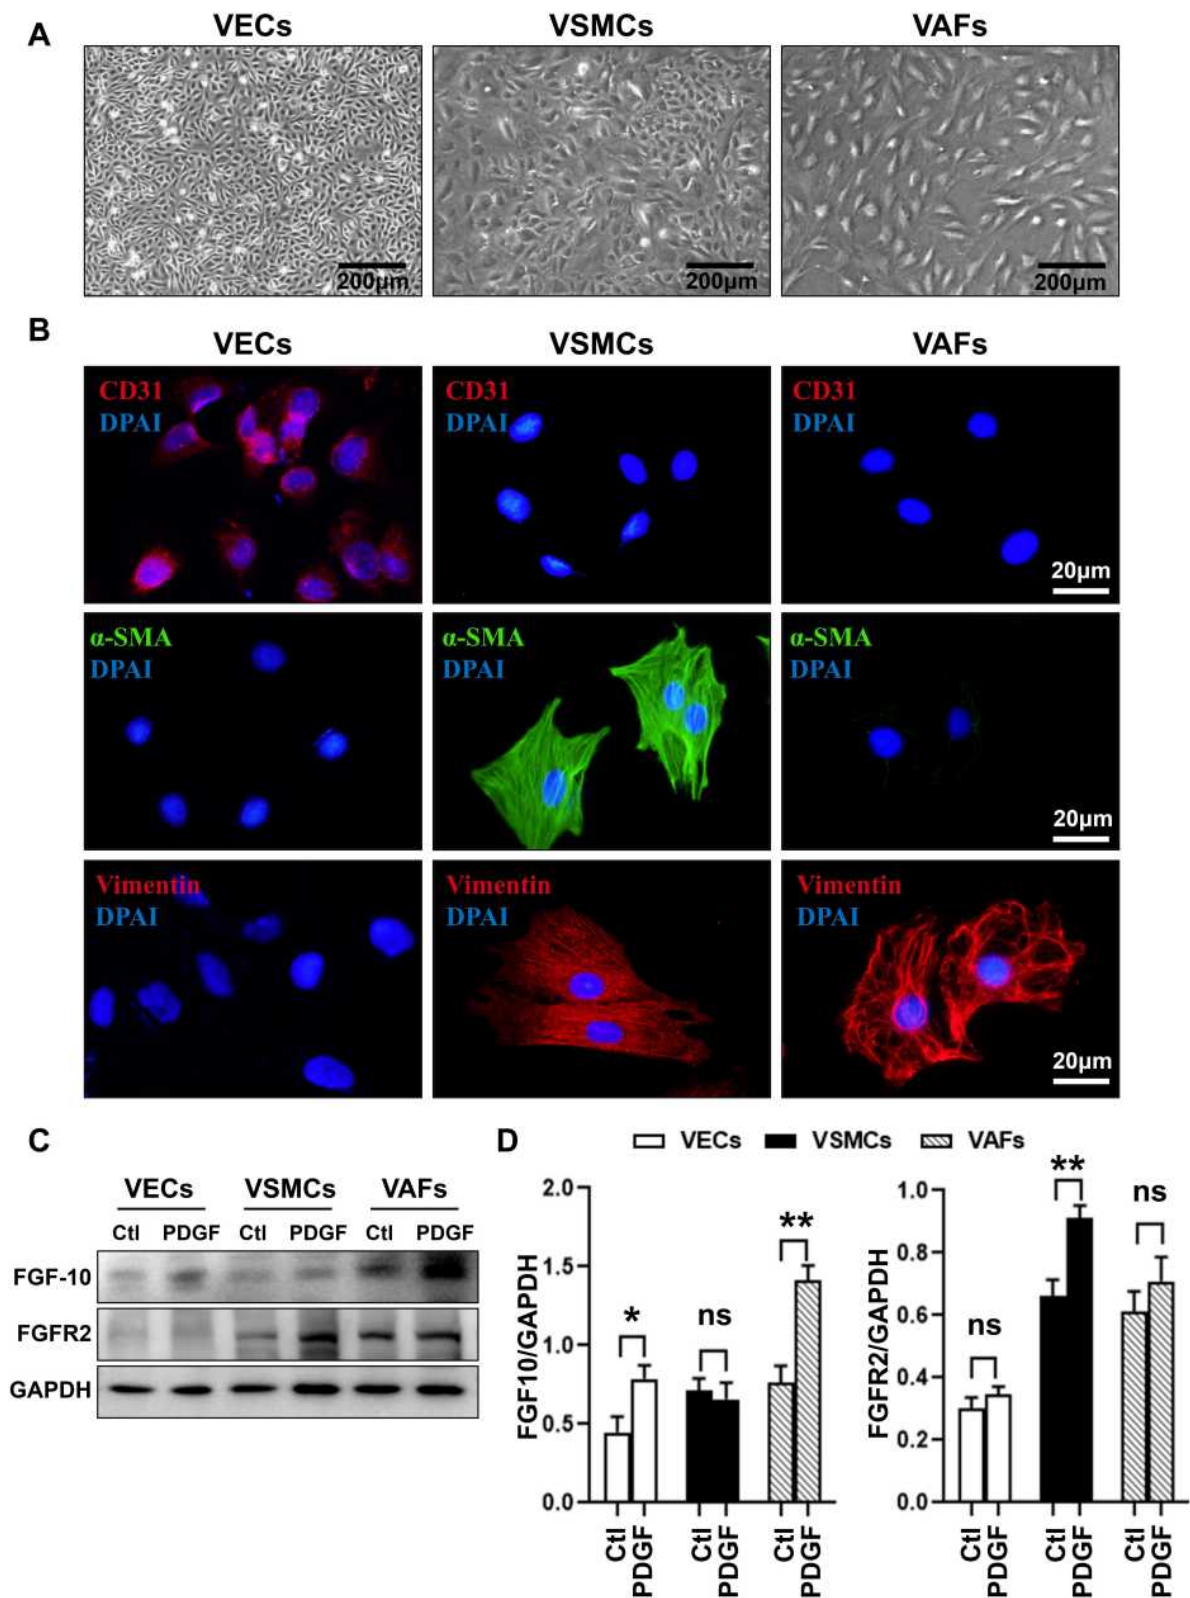 A
VECs VSMCs VAFs
200μm 200μm 200μm
B
VECs VSMCs VAFs
CD31 CD31 CD31
DPAI DPAI DPAI
20μm
α-SMA α-SMA α-SMA
DPAI DPAI DPAI
20μm
Vimentin Vimentin Vimentin
DPAI DPAI DPAI
20μm
C
VECs VSMCs VAFs
Ctl PDGF Ctl PDGF Ctl PDGF
FGF-10
FGFR2
GAPDH
D
VECs VSMCs VAFs
FGF10/GAPDH
2.0
1.5
1.0
0.5
0.0
* ns **
Ctl PDGF Ctl PDGF Ctl PDGF
FGFR2/GAPDH
1.0
0.8
0.6
0.4
0.2
0.0
ns ** ns
Ctl PDGF Ctl PDGF Ctl PDGF